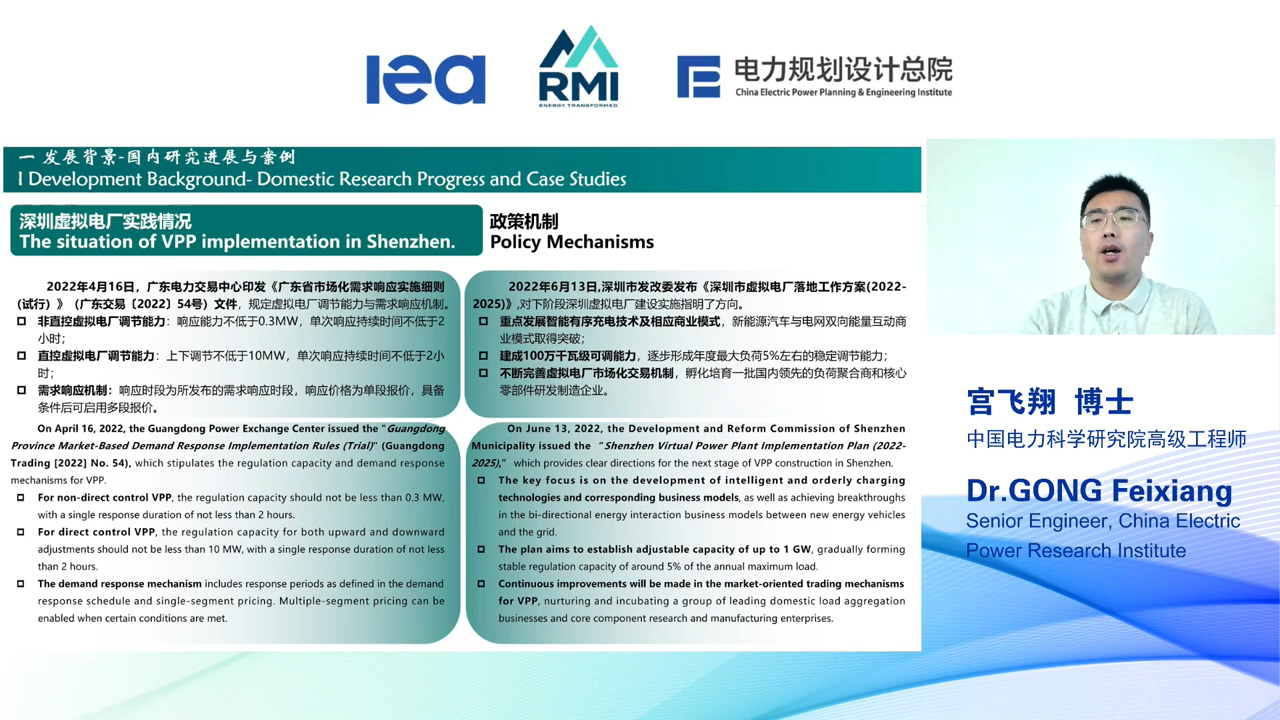 iea
RMI
ENERGY. TRANSFORMED.
电力规划设计总院
China Electric Power Planning & Engineering Institute
一 发展背景-国内研究进展与案例
I Development Background- Domestic Research Progress and Case Studies
深圳虚拟电厂实践情况
The situation of VPP implementation in Shenzhen.
政策机制
Policy Mechanisms
2022年4月16日，广东电力交易中心印发《广东省市场化需求响应实施细则
（试行）》（广东交易〔2022〕54号）文件，规定虚拟电厂调节能力与需求响应机制。
非直控虚拟电厂调节能力：响应能力不低于0.3MW，单次响应持续时间不低于2
小时；
直控虚拟电厂调节能力：上下调节不低于10MW，单次响应持续时间不低于2小
时；
需求响应机制：响应时段为所发布的需求响应时段，响应价格为单段报价，具备
条件后可启用多段报价。
On April 16, 2022, the Guangdong Power Exchange Center issued the "Guangdong
Province Market-Based Demand Response Implementation Rules (Trial)" (Guangdong
Trading [2022] No. 54), which stipulates the regulation capacity and demand response
mechanisms for VPP.
For non-direct control VPP, the regulation capacity should not be less than 0.3 MW,
with a single response duration of not less than 2 hours.
For direct control VPP, the regulation capacity for both upward and downward
adjustments should not be less than 10 MW, with a single response duration of not less
than 2 hours.
The demand response mechanism includes response periods as defined in the demand
response schedule and single-segment pricing. Multiple-segment pricing can be
enabled when certain conditions are met.
2022年6月13日,深圳市发改委发布《深圳市虚拟电厂落地工作方案(2022-
2025)》,对下阶段深圳虚拟电厂建设实施指明了方向。
重点发展智能有序充电技术及相应商业模式，新能源汽车与电网双向能量互动商
业模式取得突破；
建成100万千瓦级可调能力，逐步形成年度最大负荷5%左右的稳定调节能力；
不断完善虚拟电厂市场化交易机制，孵化培育一批国内领先的负荷聚合商和核心
零部件研发制造企业。
On June 13, 2022, the Development and Reform Commission of Shenzhen
Municipality issued the “Shenzhen Virtual Power Plant Implementation Plan (2022-
2025),” which provides clear directions for the next stage of VPP construction in Shenzhen.
The key focus is on the development of intelligent and orderly charging
technologies and corresponding business models, as well as achieving breakthroughs
in the bi-directional energy interaction business models between new energy vehicles
and the grid.
The plan aims to establish adjustable capacity of up to 1 GW, gradually forming
stable regulation capacity of around 5% of the annual maximum load.
Continuous improvements will be made in the market-oriented trading mechanisms
for VPP, nurturing and incubating a group of leading domestic load aggregation
businesses and core component research and manufacturing enterprises.
宫飞翔 博士
中国电力科学研究院高级工程师
Dr.GONG Feixiang
Senior Engineer, China Electric
Power Research Institute